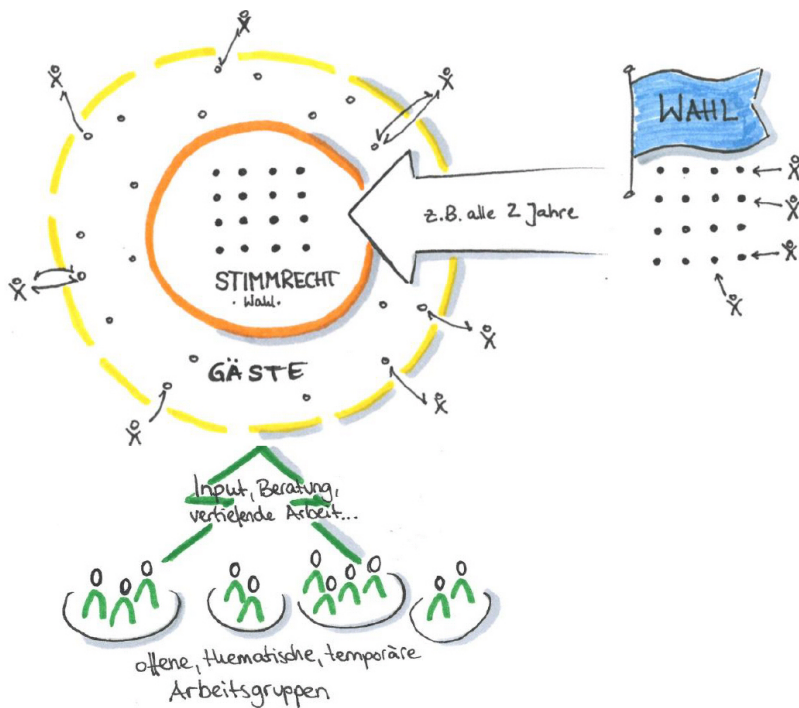 WAHL
z.B. alle 2 Jahre
STIMMRECHT
· Wahl ·
GÄSTE
Input, Beratung,
vertiefende Arbeit...
offene, thematische, temporäre
Arbeitsgruppen